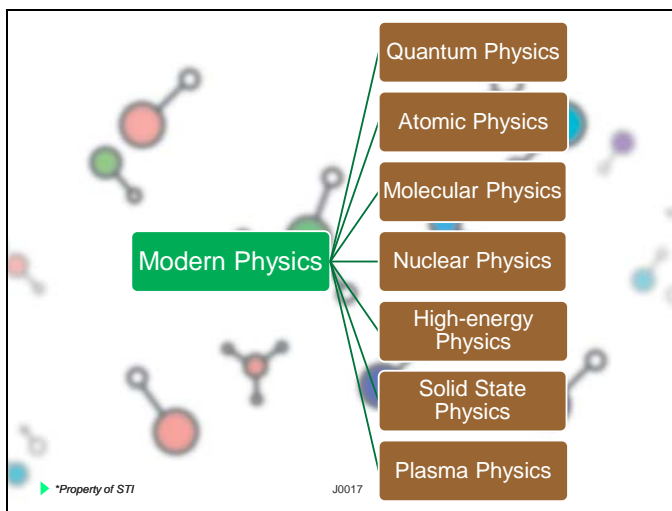 Quantum Physics
Atomic Physics
Molecular Physics
Modern Physics
Nuclear Physics
High-energy
Physics
Solid State
Physics
Plasma Physics
*Property of STI
J0017